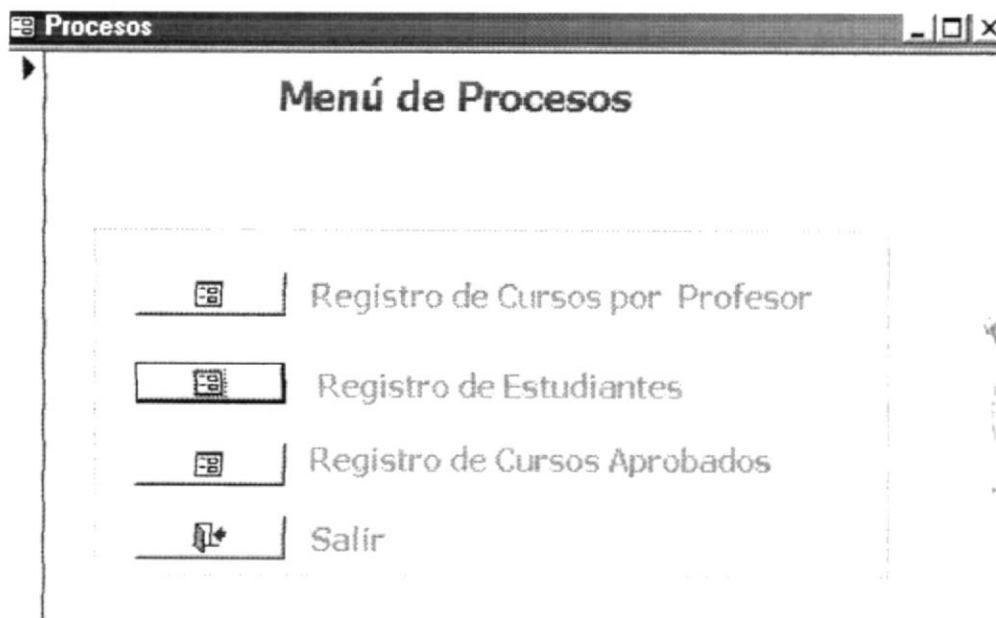 Procesos
Menú de Procesos
Registro de Cursos por Profesor
Registro de Estudiantes
Registro de Cursos Aprobados
Salir